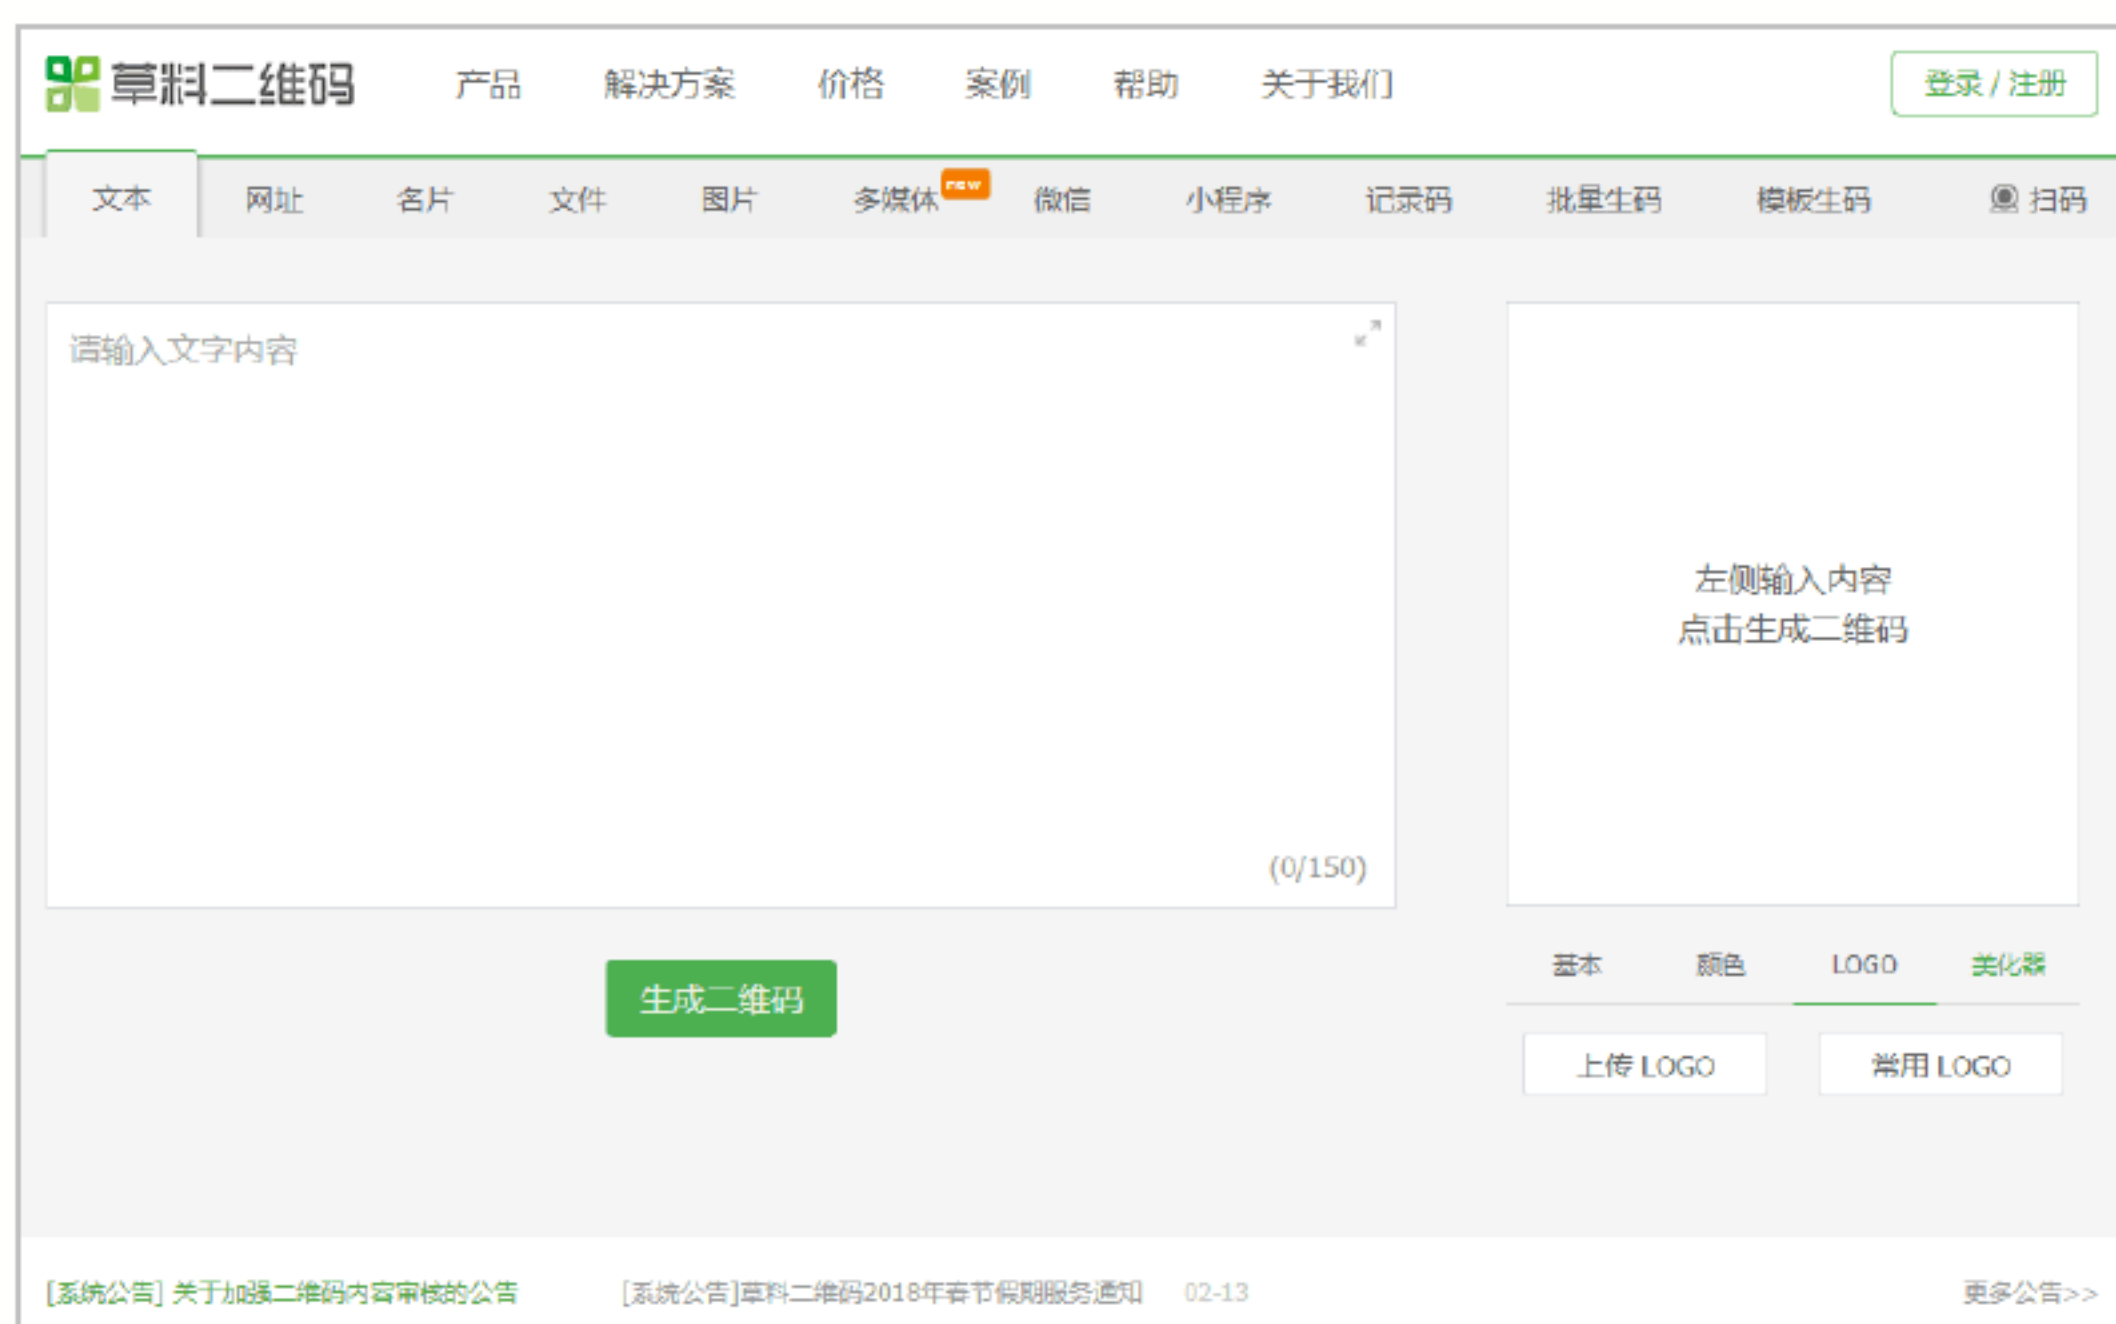 草料二维码 产品 解决方案 价格 案例 帮助 关于我们 登录 / 注册
文本 网址 名片 文件 图片 多媒体 new 微信 小程序 记录码 批量生码 模板生码 扫码
请输入文字内容
左侧输入内容
点击生成二维码
(0/150)
基本 颜色 LOGO 美化器
生成二维码
上传 LOGO 常用 LOGO
[系统公告] 关于加强二维码内容审核的公告 [系统公告]草料二维码2018年春节假期服务通知 02-13 更多公告>>